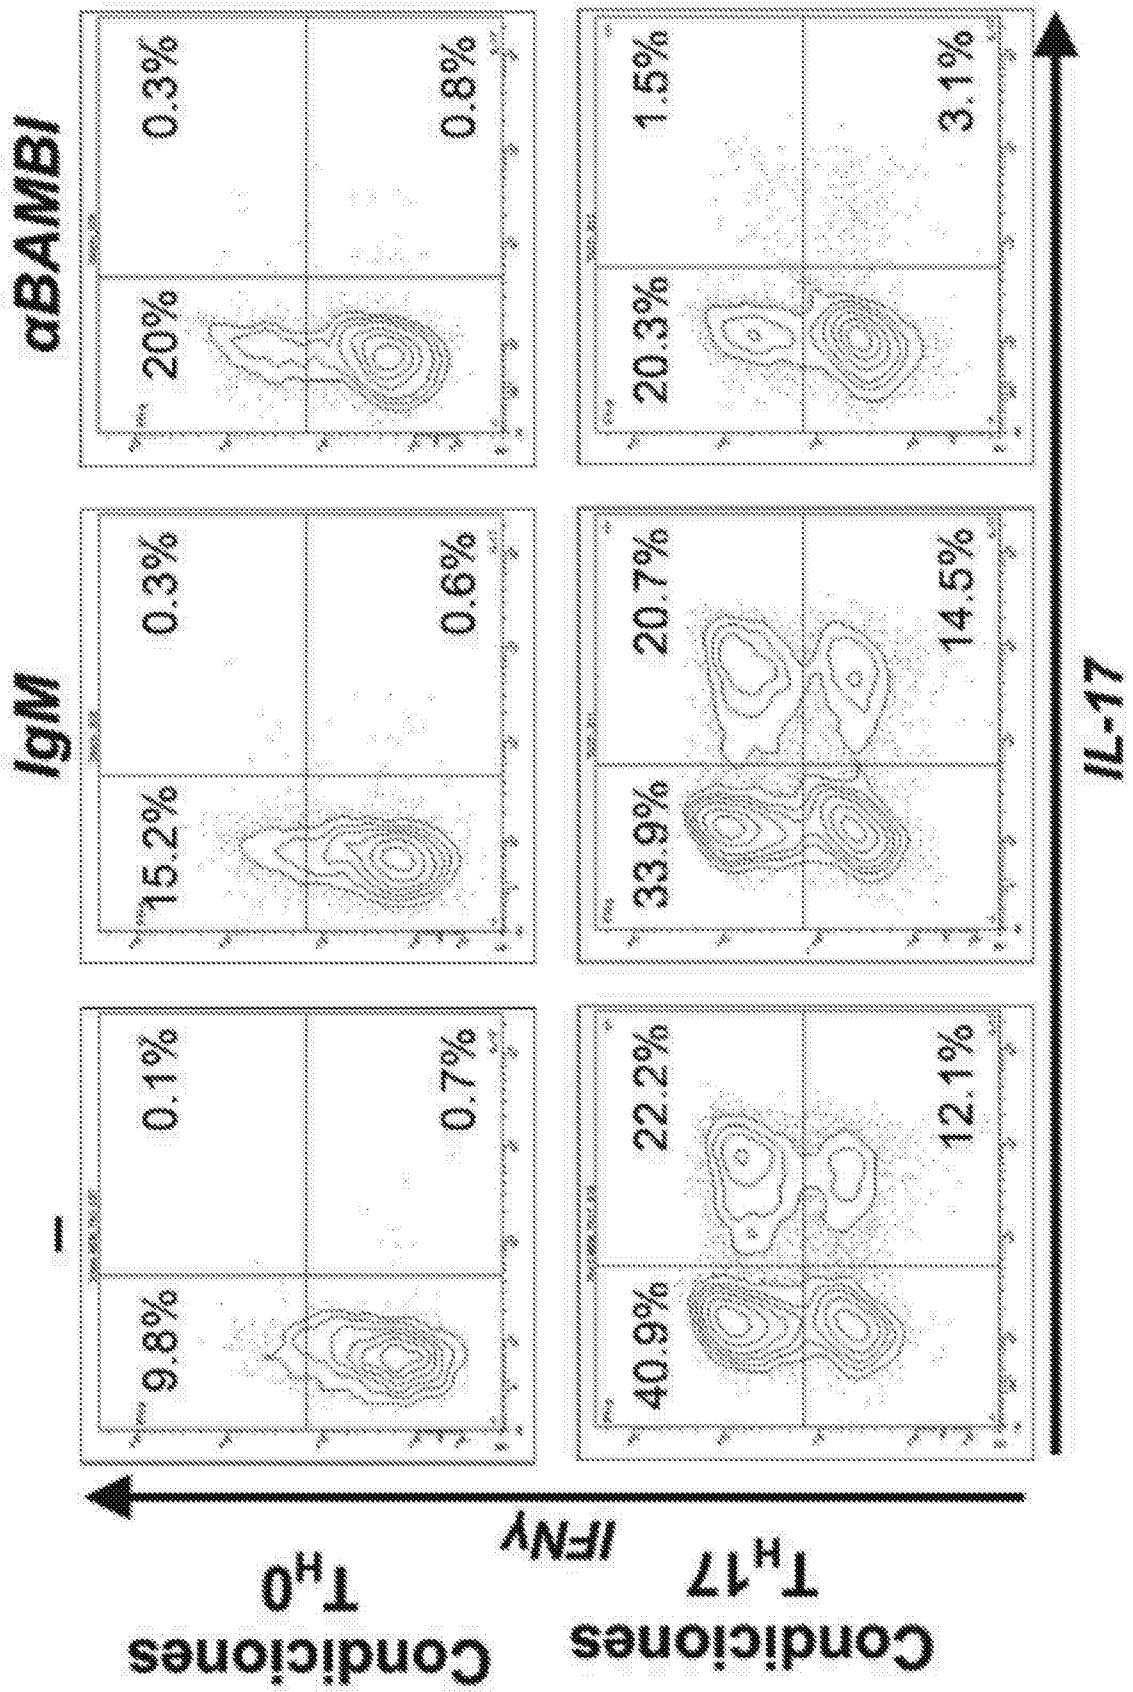 –
IgM
αBAMBI
Condiciones
TH0
9.8%
0.1%
0.7%
15.2%
0.3%
0.6%
20%
0.3%
0.8%
IFNγ
Condiciones
TH17
40.9%
22.2%
12.1%
33.9%
20.7%
14.5%
20.3%
1.5%
3.1%
IL-17